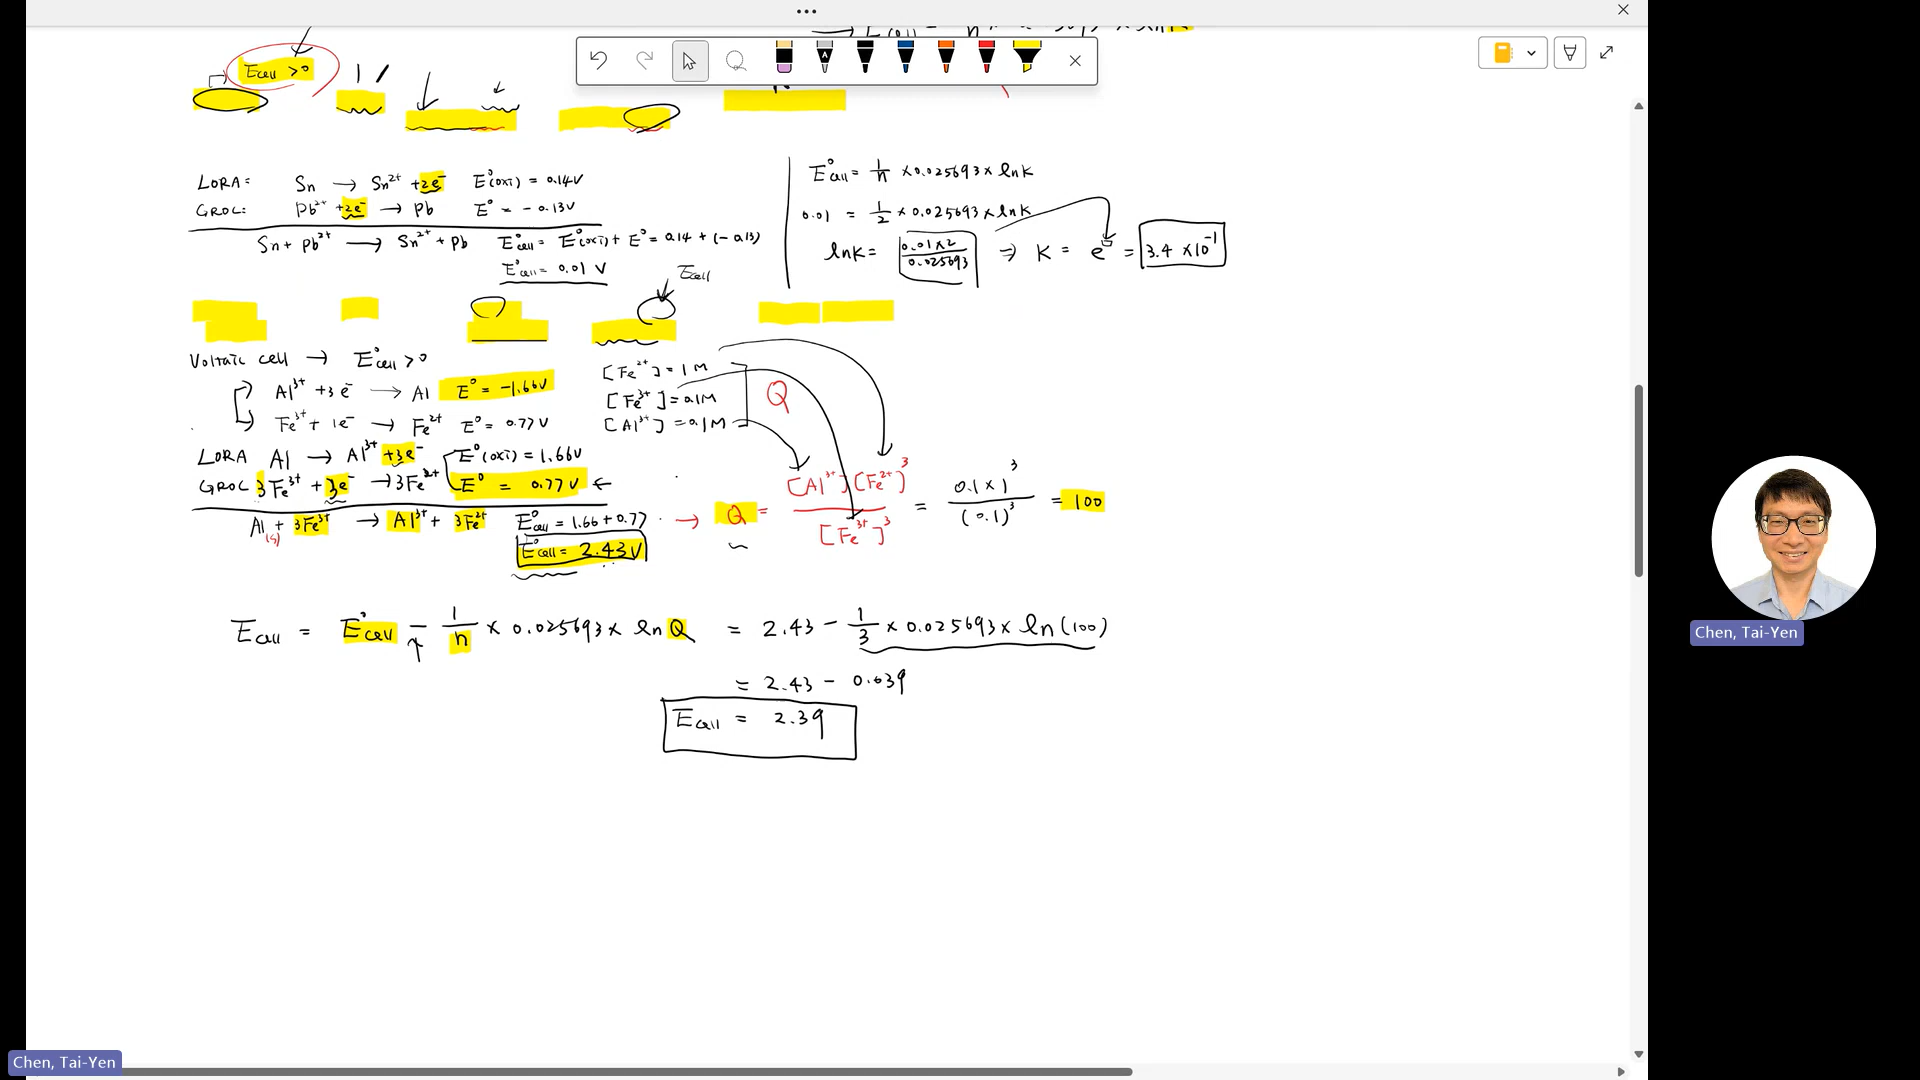 Ecell >0
LORA: Sn → Sn²⁺ +2e⁻ E°(oxi) = 0.14V
GROC: Pb²⁺ +2e⁻ → Pb E° = -0.13V
Sn + Pb²⁺ → Sn²⁺ + Pb E°cell = E°(oxi) + E° = 0.14 + (-0.13)
E°cell = 0.01 V
Ecell
E°cell = 1/n × 0.025693 × lnK
0.01 = 1/2 × 0.025693 × lnK
lnK = 0.01×2/0.025693 ⇒ K = e = 3.4 ×10⁻¹
Voltaic cell → E°cell >0
Al³⁺ +3e⁻ → Al E° = -1.66V
Fe³⁺ + 1e⁻ → Fe²⁺ E° = 0.77V
[Fe²⁺] = 1 M
[Fe³⁺] = 0.1M
[Al³⁺] = 0.1M
Q
LORA Al → Al³⁺ +3e⁻ E°(oxi) = 1.66V
GROC 3Fe³⁺ + 3e⁻ → 3Fe²⁺ E° = 0.77V ←
Al(s) + 3Fe³⁺ → Al³⁺ + 3Fe²⁺ E°cell = 1.66 + 0.77
E°cell = 2.43V
→ Q = [Al³⁺][Fe²⁺]³/[Fe³⁺]³ = 0.1 × 1³/(0.1)³ = 100
Ecell = E°cell - 1/n × 0.025693 × ln Q = 2.43 - 1/3 × 0.025693 × ln(100)
= 2.43 - 0.039
Ecell = 2.39
Chen, Tai-Yen
Chen, Tai-Yen